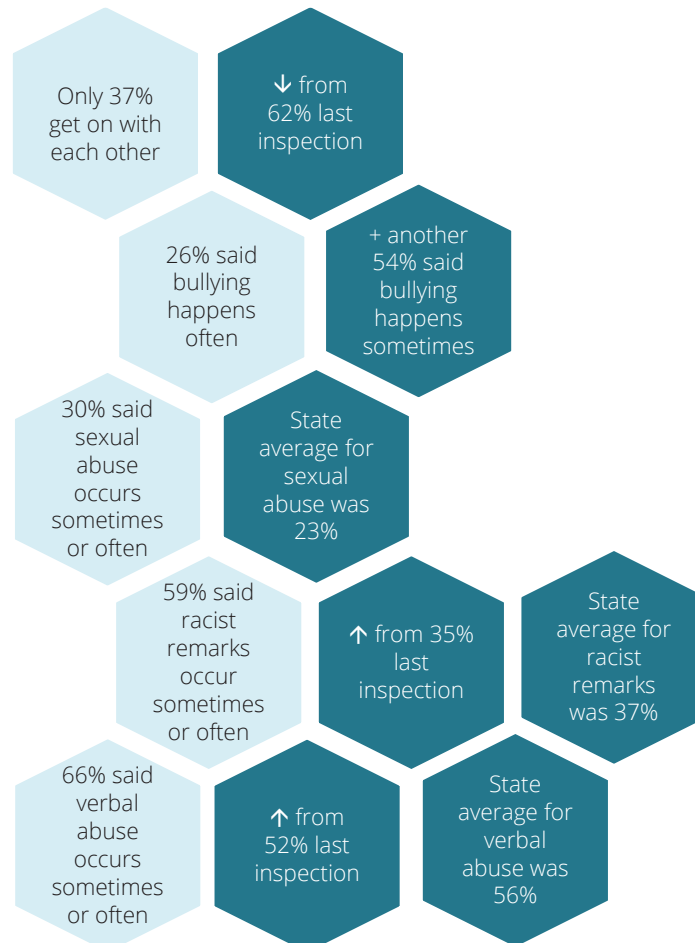 Only 37%
get on with
each other
↓ from
62% last
inspection
26% said
bullying
happens
often
+ another
54% said
bullying
happens
sometimes
30% said
sexual
abuse
occurs
sometimes
or often
State
average for
sexual
abuse was
23%
59% said
racist
remarks
occur
sometimes
or often
↑ from 35%
last
inspection
State
average for
racist
remarks
was 37%
66% said
verbal
abuse
occurs
sometimes
or often
↑ from
52% last
inspection
State
average for
verbal
abuse was
56%